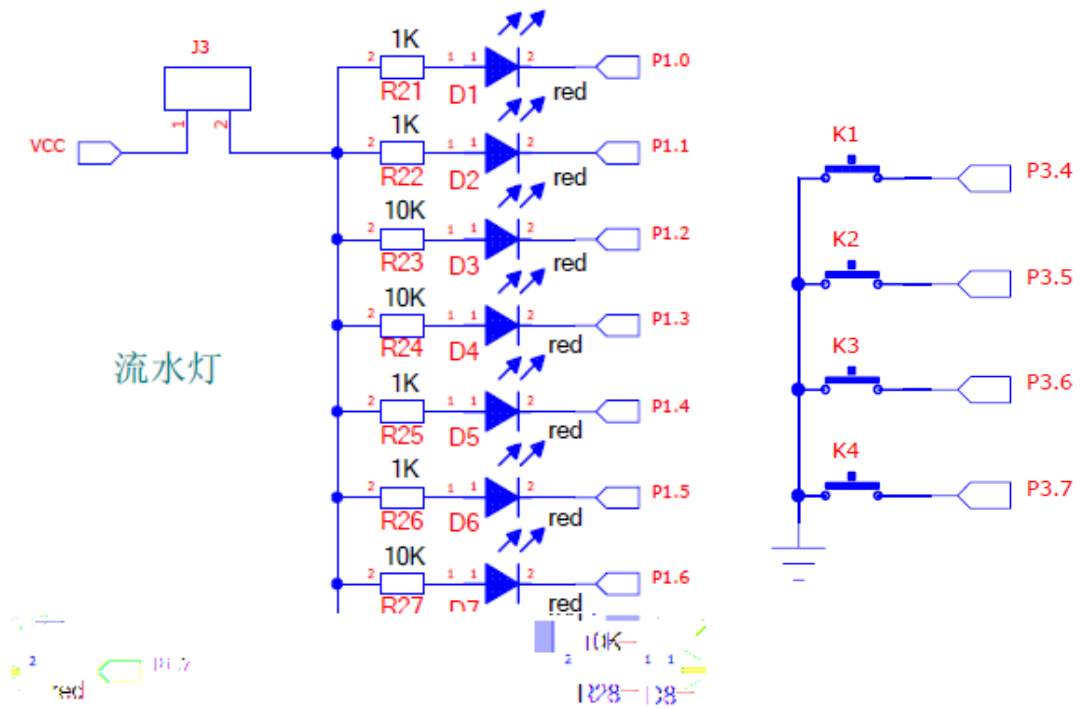 J3
1
2
VCC
流水灯
1K
2
1 1
2
P1.0
R21
D1
red
1K
2
1 1
2
P1.1
R22
D2
red
10K
2
1 1
2
P1.2
R23
D3
red
10K
2
1 1
2
P1.3
R24
D4
red
1K
2
1 1
2
P1.4
R25
D5
red
1K
2
1 1
2
P1.5
R26
D6
red
10K
2
1 1
2
P1.6
R27
D7
red
10K
2
1 1
R28
D8
2
red
K1
P3.4
K2
P3.5
K3
P3.6
K4
P3.7